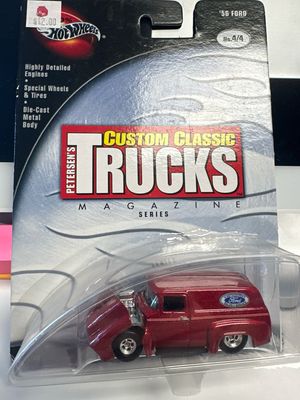 $12.00
Hot Wheels
'56 FORD
No.4/4
Highly Detailed
Engines
• Special Wheels
& Tires
• Die-Cast
Metal
Body
PETERSEN'S
CUSTOM CLASSIC
TRUCKS
MAGAZINE
SERIES
Ford